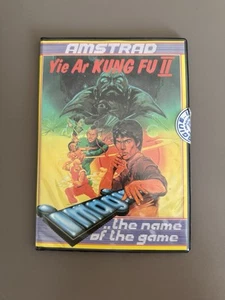 AMSTRAD
Yie Ar KUNG FU II
imagine
...the name
of the game